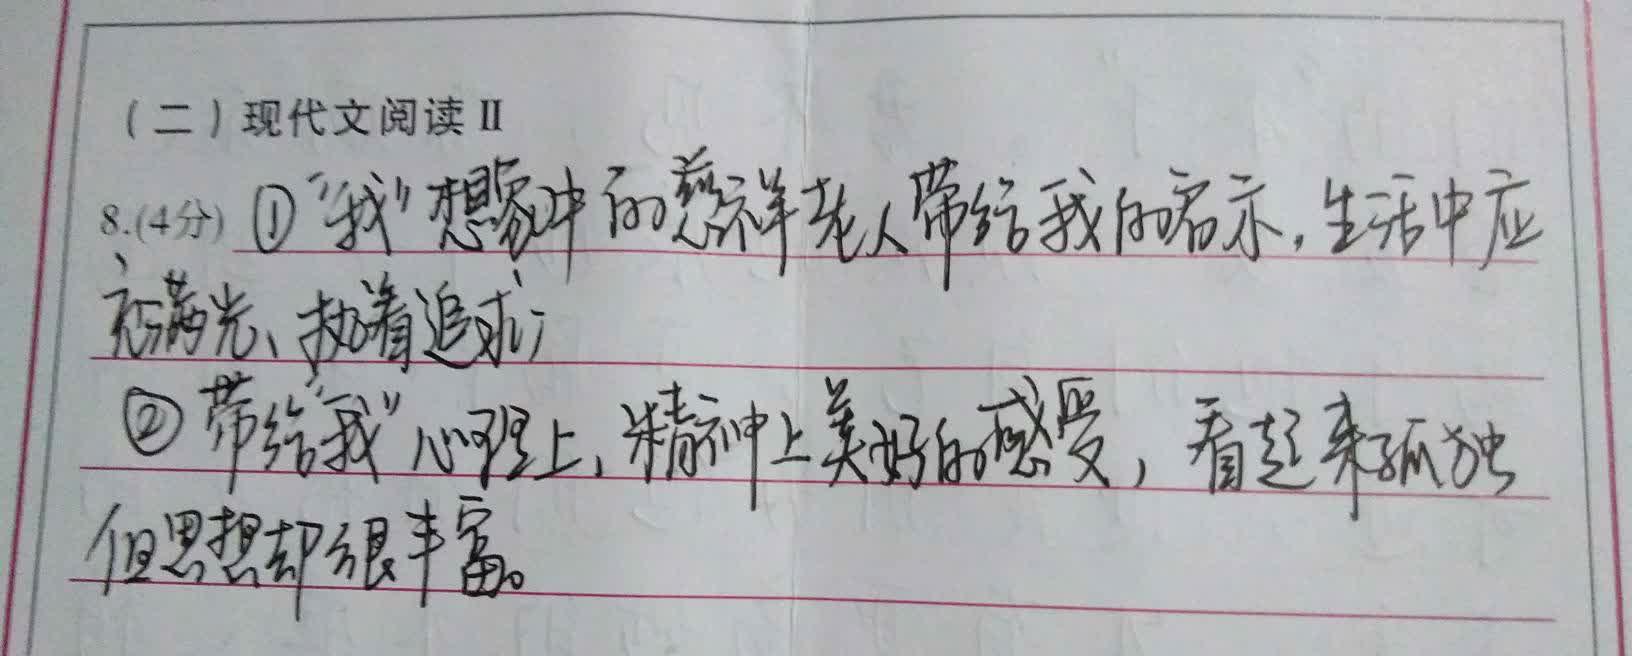 （二）现代文阅读Ⅱ
8.(4分) ①“我”想象中的慈祥老人带给我的启示，生活中应
充满光、执着追求；
②带给“我”心理上，精神上美好的感受，看起来孤独
但思想却很丰富。